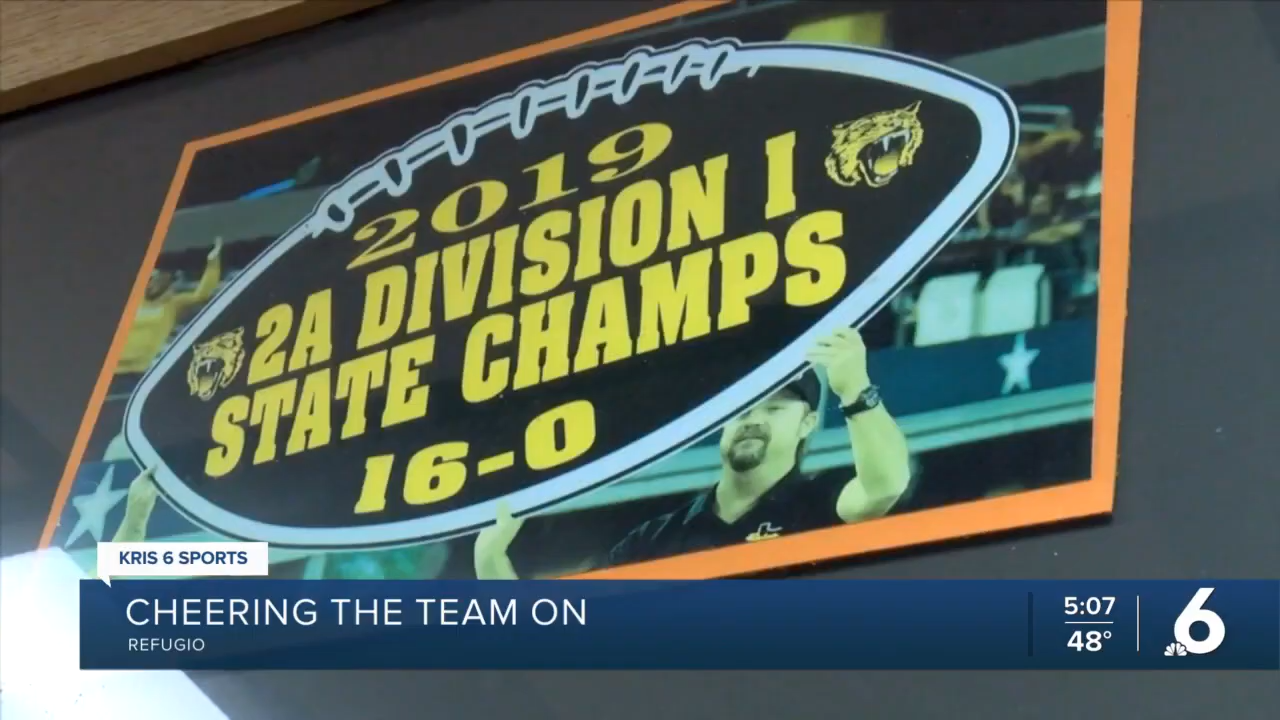 2019
2A DIVISION I
STATE CHAMPS
16-0
KRIS 6 SPORTS
CHEERING THE TEAM ON
REFUGIO
5:07
48°
6